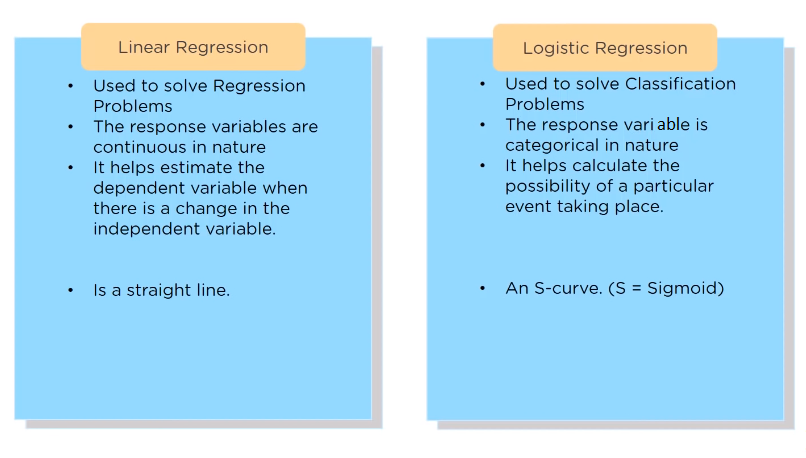 Linear Regression
• Used to solve Regression
Problems
• The response variables are
continuous in nature
• It helps estimate the
dependent variable when
there is a change in the
independent variable.
• Is a straight line.
Logistic Regression
• Used to solve Classification
Problems
• The response variable is
categorical in nature
• It helps calculate the
possibility of a particular
event taking place.
• An S-curve. (S = Sigmoid)